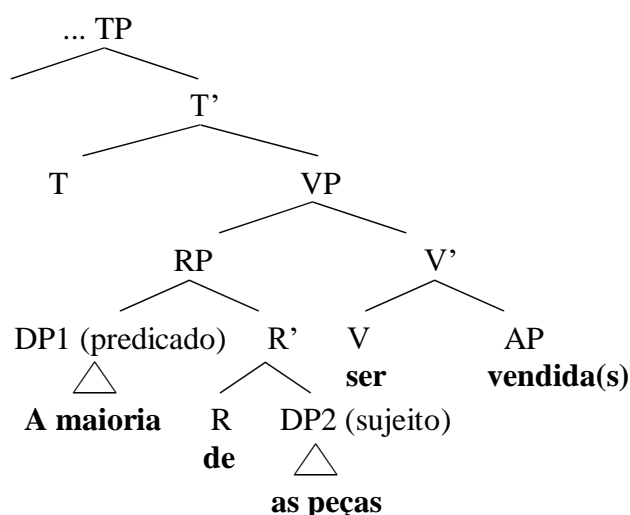 ... TP
T’
T VP
RP V’
DP1 (predicado) R’ V AP
ser vendida(s)
A maioria R DP2 (sujeito)
de
as peças